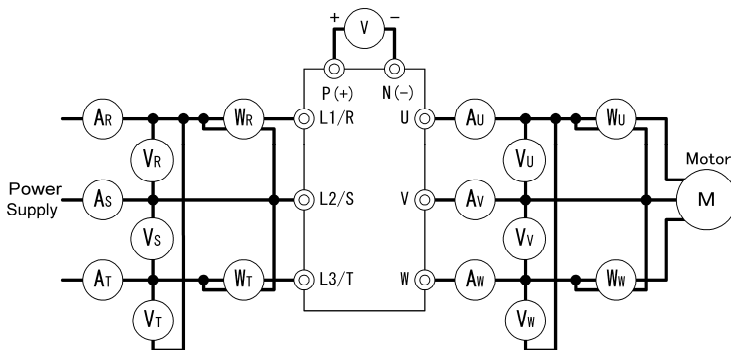 + V −
P(+) N(−)
AR WR L1/R U AU WU
VR VU Motor
Power Supply AS L2/S V AV M
VS VV
AT WT L3/T W AW WW
VT VW